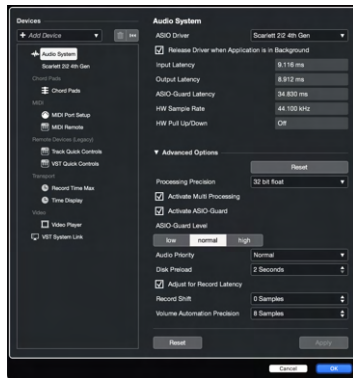 Devices
Add Device
Audio System
Scarlett 2i2 4th Gen
Chord Pads
Chord Pads
MIDI
MIDI Port Setup
MIDI Remote
Remote Devices (Legacy)
Track Quick Controls
VST Quick Controls
Transport
Record Time Max
Time Display
Video
Video Player
VST System Link
Audio System
ASIO Driver Scarlett 2i2 4th Gen
Release Driver when Application is in Background
Input Latency 9.116 ms
Output Latency 8.912 ms
ASIO-Guard Latency 34.830 ms
HW Sample Rate 44.100 kHz
HW Pull Up/Down Off
Advanced Options
Reset
Processing Precision 32 bit float
Activate Multi Processing
Activate ASIO-Guard
ASIO-Guard Level
low normal high
Audio Priority Normal
Disk Preload 2 Seconds
Adjust for Record Latency
Record Shift 0 Samples
Volume Automation Precision 8 Samples
Reset Apply
Cancel OK